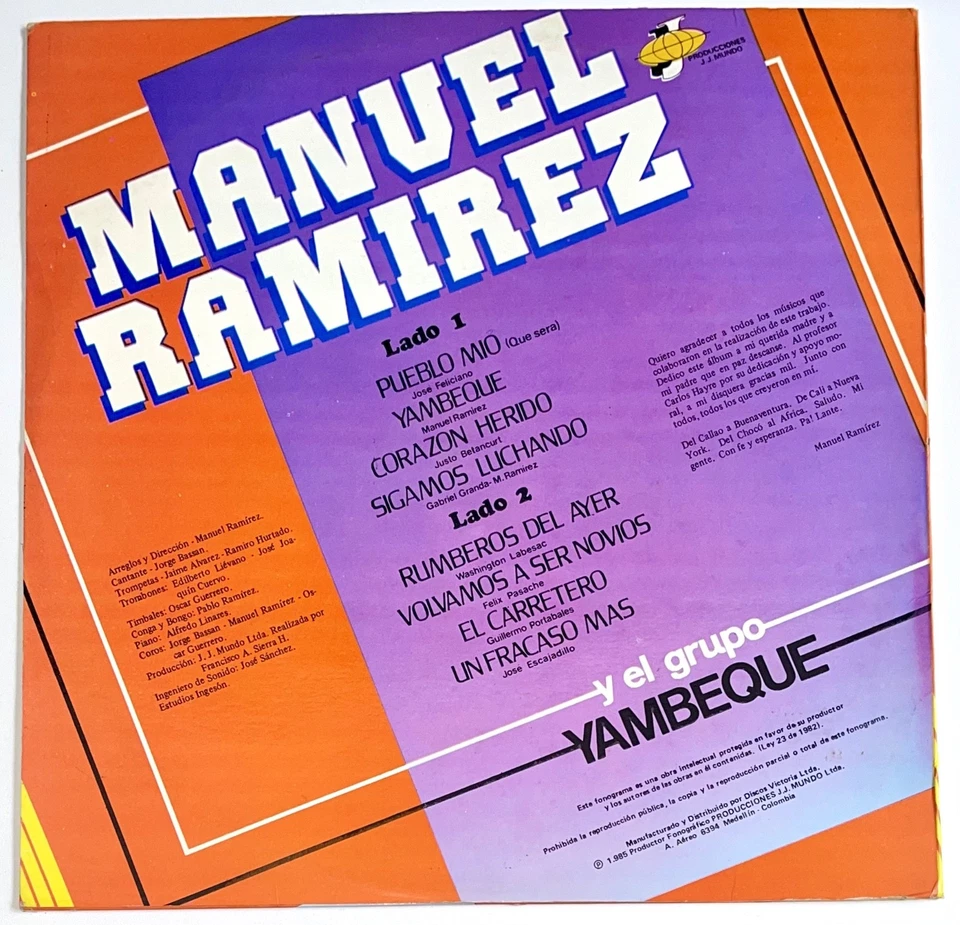 MANUEL
RAMIREZ
PRODUCCIONES
J.J. MUNDO
Lado 1
PUEBLO MIO (Que sera)
José Feliciano
YAMBEQUE
Manuel Ramirez
CORAZON HERIDO
Justo Betancurt
SIGAMOS LUCHANDO
Gabriel Granda-M.Ramirez
Lado 2
RUMBEROS DEL AYER
Washington Labesac
VOLVAMOS A SER NOVIOS
Felix Pasache
EL CARRETERO
Guillermo Portabales
UN FRACASO MAS
José Escajadillo
Quiero agradecer a todos los músicos que
colaboraron en la realización de este trabajo.
Dedico este álbum a mi querida madre y a
mi padre que en paz descanse. Al profesor
Carlos Hayre por su dedicación y apoyo mo-
ral, a mi disquera gracias mil. Junto con
todos, todos los que creyeron en mí.
Del Callao a Buenaventura. De Cali a Nueva
York. Del Chocó al Africa. Saludo. Mi
gente. Con fe y esperanza. Pa! Lante.
Manuel Ramírez
Arreglos y Dirección - Manuel Ramírez.
Cantante - Jorge Bassan.
Trompetas - Jaime Alvarez - Ramiro Hurtado.
Trombones: Edilberto Liévano - José Joa-
quín Cuervo.
Timbales: Oscar Guerrero.
Conga y Bongo: Pablo Ramírez.
Piano: Alfredo Linares.
Coros: Jorge Bassan - Manuel Ramírez - Os-
car Guerrero.
Producción: J. J. Mundo Ltda. Realizada por
Francisco A. Sierra H.
Ingeniero de Sonido: José Sánchez.
Estudios Ingesón.
y el grupo
YAMBEQUE
Este fonograma es una obra intelectual protegida en favor de su productor
y los autores de las obras en él contenidas. (Ley 23 de 1982).
Prohibida la reproducción pública, la copia y la reproducción parcial o total de este fonograma.
Manufacturado y Distribuido por Discos Victoria Ltda.
℗ 1.985 Productor Fonográfico PRODUCCIONES J.J. MUNDO Ltda.
A. Aéreo 6394 Medellín - Colombia